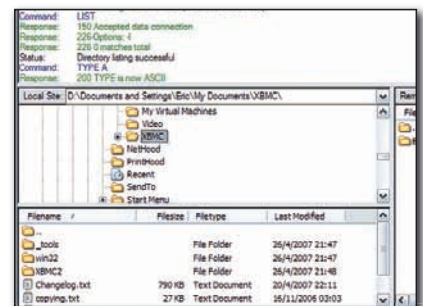 Command: LIST
Response: 150 Accepted data connection
Response: 226-Options: -l
Response: 226 0 matches total
Status: Directory listing successful
Command: TYPE A
Response: 200 TYPE is now ASCII
Local Site: D:\Documents and Settings\Eric\My Documents\XBMC\
My Virtual Machines
Video
XBMC
NetHood
PrintHood
Recent
SendTo
Start Menu
Filename / Filesize Filetype Last Modified
..
_tools File Folder 26/4/2007 21:47
win32 File Folder 26/4/2007 21:47
XBMC2 File Folder 26/4/2007 21:48
Changelog.txt 790 KB Text Document 20/4/2007 22:11
copying.txt 27 KB Text Document 16/11/2006 03:03